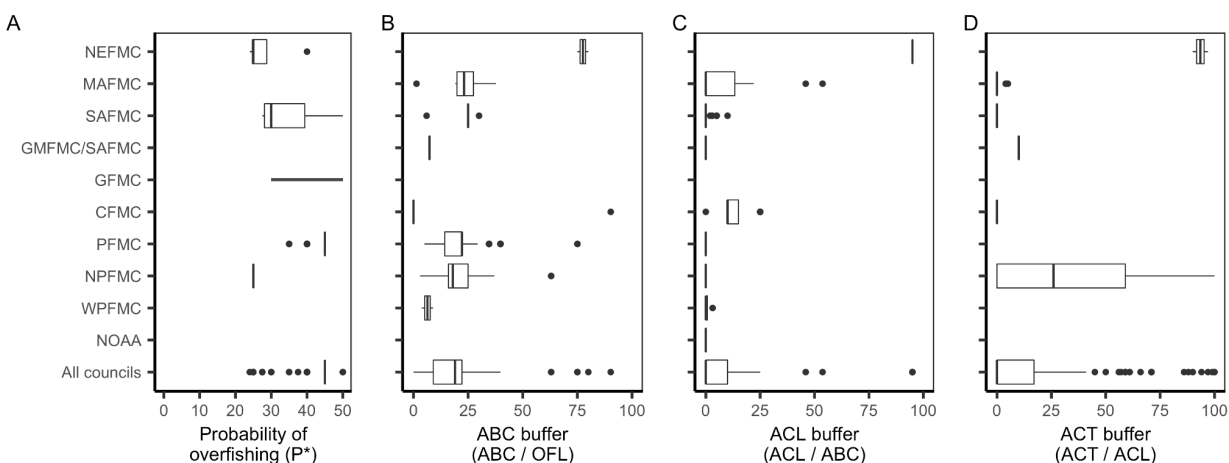 A
B
C
D
NEFMC
MAFMC
SAFMC
GMFMC/SAFMC
GFMC
CFMC
PFMC
NPFMC
WPFMC
NOAA
All councils
0 10 20 30 40 50
0 25 50 75 100
0 25 50 75 100
0 25 50 75 100
Probability of
overfishing (P*)
ABC buffer
(ABC / OFL)
ACL buffer
(ACL / ABC)
ACT buffer
(ACT / ACL)